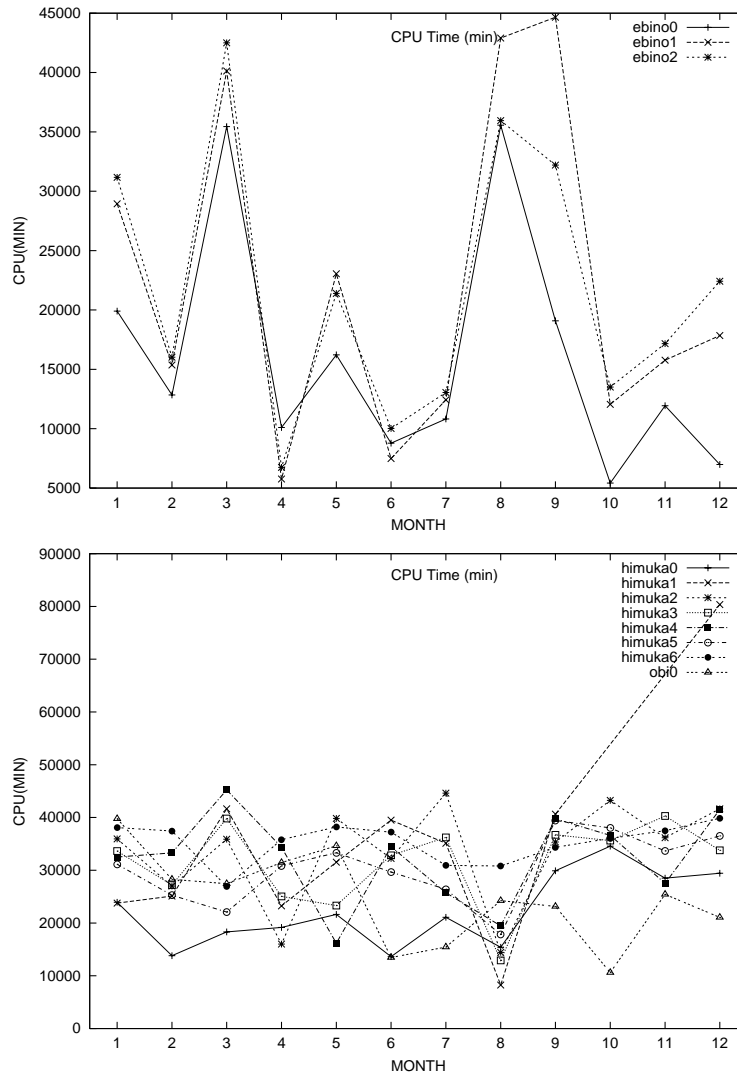 CPU Time (min)
ebino0
ebino1
ebino2
45000
40000
35000
30000
25000
20000
15000
10000
5000
CPU(MIN)
1 2 3 4 5 6 7 8 9 10 11 12
MONTH
CPU Time (min)
himuka0
himuka1
himuka2
himuka3
himuka4
himuka5
himuka6
obi0
90000
80000
70000
60000
50000
40000
30000
20000
10000
0
CPU(MIN)
1 2 3 4 5 6 7 8 9 10 11 12
MONTH